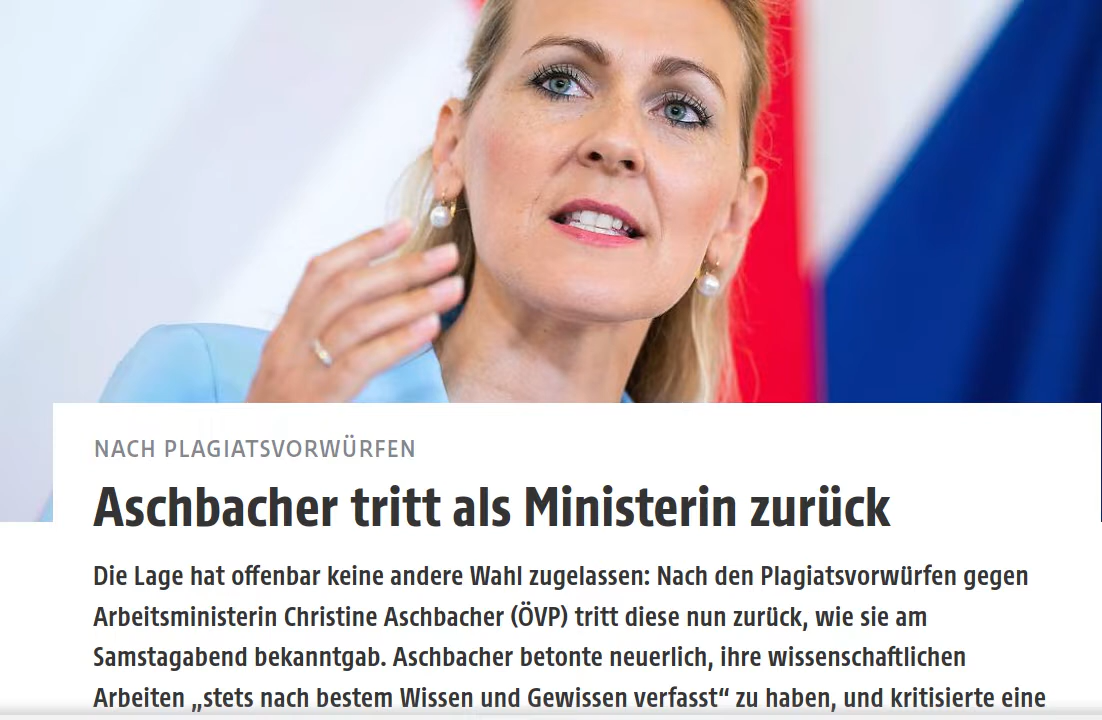 NACH PLAGIATSVORWÜRFEN
Aschbacher tritt als Ministerin zurück
Die Lage hat offenbar keine andere Wahl zugelassen: Nach den Plagiatsvorwürfen gegen
Arbeitsministerin Christine Aschbacher (ÖVP) tritt diese nun zurück, wie sie am
Samstagabend bekanntgab. Aschbacher betonte neuerlich, ihre wissenschaftlichen
Arbeiten „stets nach bestem Wissen und Gewissen verfasst“ zu haben, und kritisierte eine